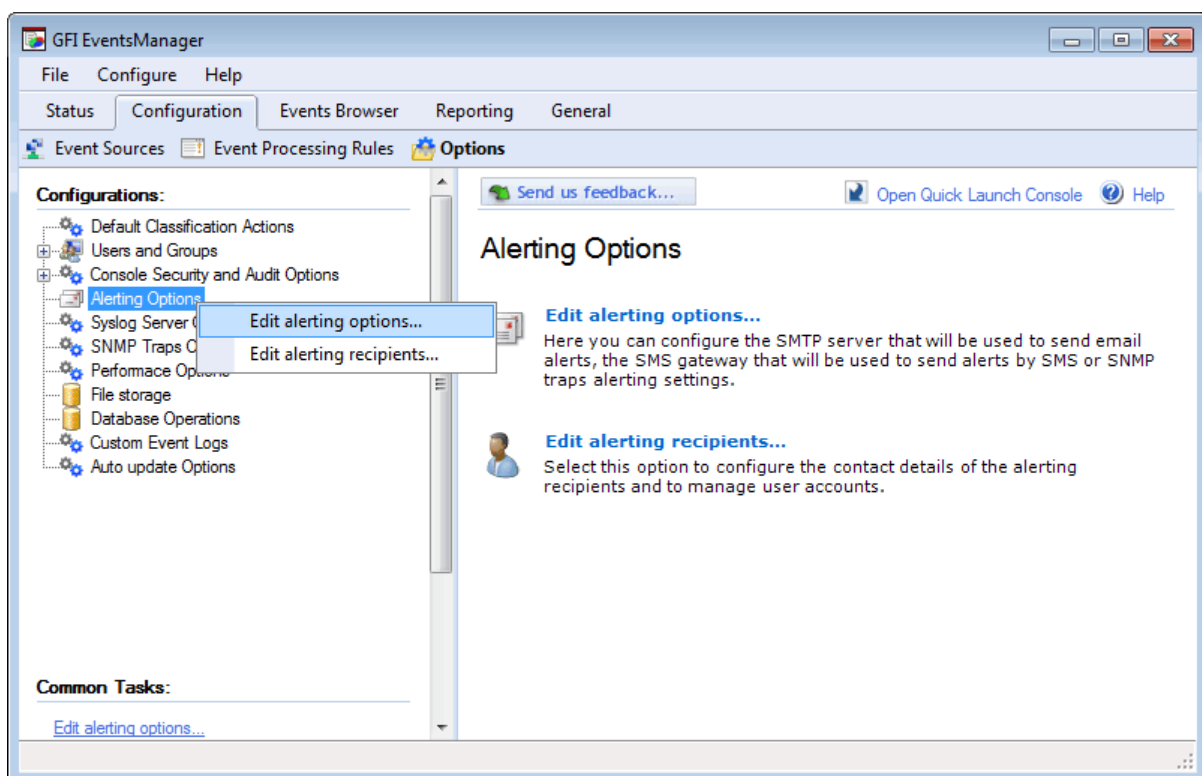 GFI EventsManager
File Configure Help
Status Configuration Events Browser Reporting General
Event Sources Event Processing Rules Options
Configurations:
Default Classification Actions
Users and Groups
Console Security and Audit Options
Alerting Options
Syslog Server
SNMP Traps
Performace Options
File storage
Database Operations
Custom Event Logs
Auto update Options
Edit alerting options...
Edit alerting recipients...
Common Tasks:
Edit alerting options...
Send us feedback... Open Quick Launch Console Help
Alerting Options
Edit alerting options...
Here you can configure the SMTP server that will be used to send email
alerts, the SMS gateway that will be used to send alerts by SMS or SNMP
traps alerting settings.
Edit alerting recipients...
Select this option to configure the contact details of the alerting
recipients and to manage user accounts.